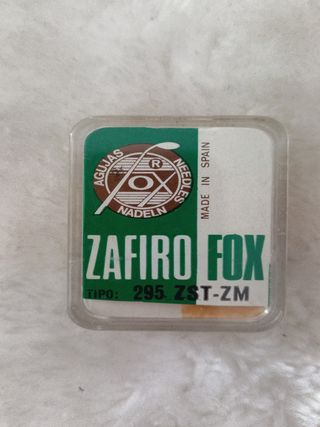 AGUJAS NEEDLES
FOX
®
NADELN
MADE IN SPAIN
ZAFIRO FOX
TIPO: 295 ZST-ZM